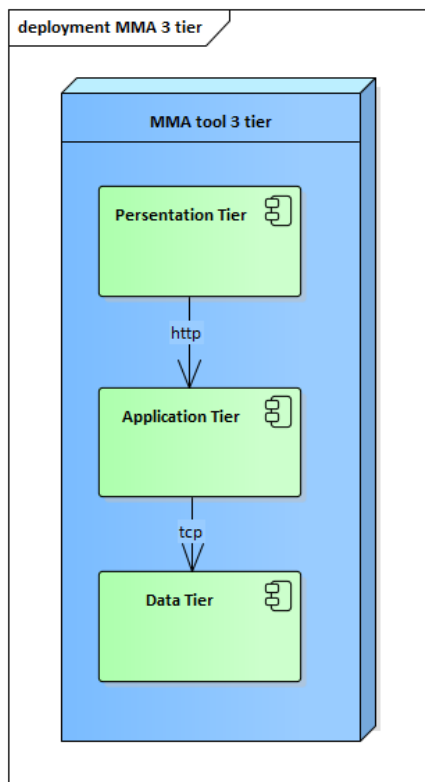 deployment MMA 3 tier
MMA tool 3 tier
Persentation Tier
http
Application Tier
tcp
Data Tier